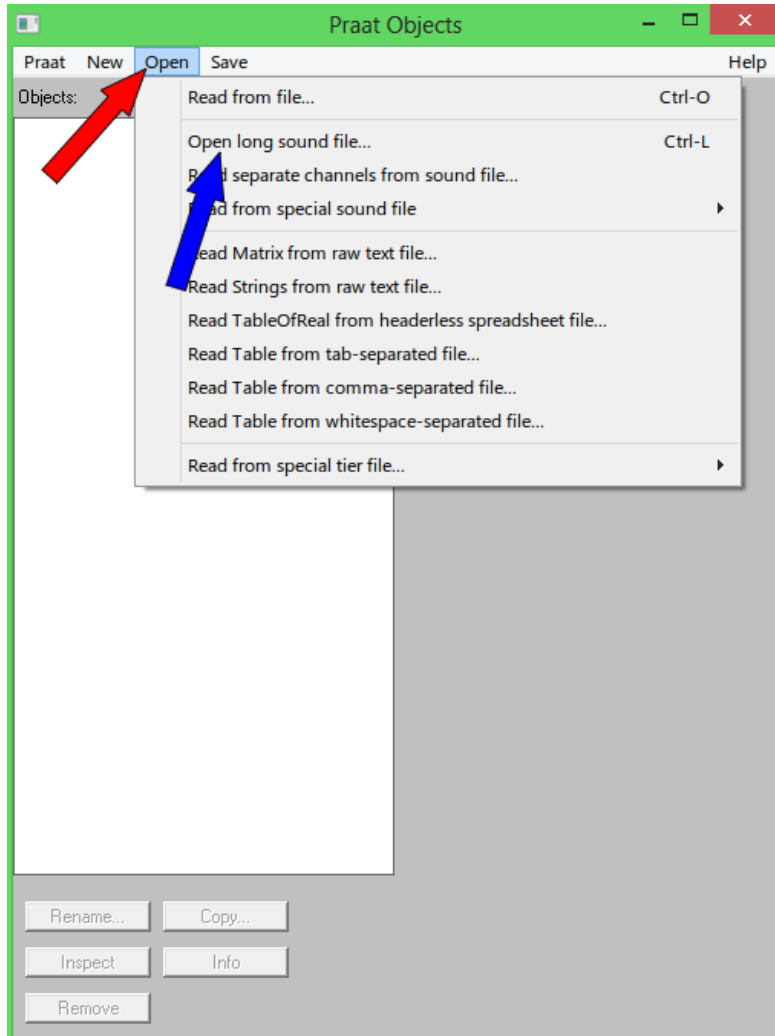 Praat Objects
Praat New Open Save Help
Objects:
Read from file... Ctrl-O
Open long sound file... Ctrl-L
separate channels from sound file...
from special sound file
Matrix from raw text file...
Read Strings from raw text file...
Read TableOfReal from headerless spreadsheet file...
Read Table from tab-separated file...
Read Table from comma-separated file...
Read Table from whitespace-separated file...
Read from special tier file...
Rename... Copy...
Inspect Info
Remove